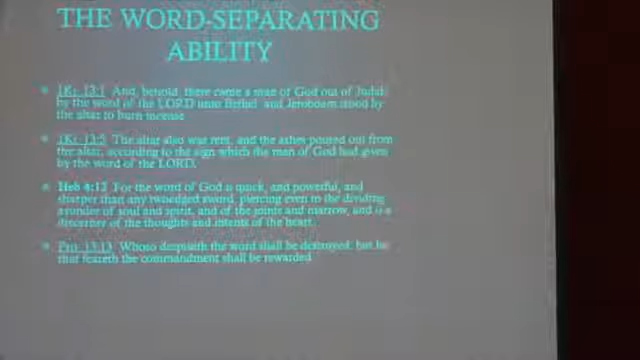 THE WORD-SEPARATING
ABILITY
1Ki. 13:1 And, behold, there came a man of God out of Judah
by the word of the LORD unto Bethel: and Jeroboam stood by
the altar to burn incense
1Ki. 13:5 The altar also was rent, and the ashes poured out from
the altar, according to the sign which the man of God had given
by the word of the LORD.
Heb 4:12 For the word of God is quick, and powerful, and
sharper than any twoedged sword, piercing even to the dividing
asunder of soul and spirit, and of the joints and marrow, and is a
discerner of the thoughts and intents of the heart.
Pro. 13:13 Whoso despiseth the word shall be destroyed: but he
that feareth the commandment shall be rewarded